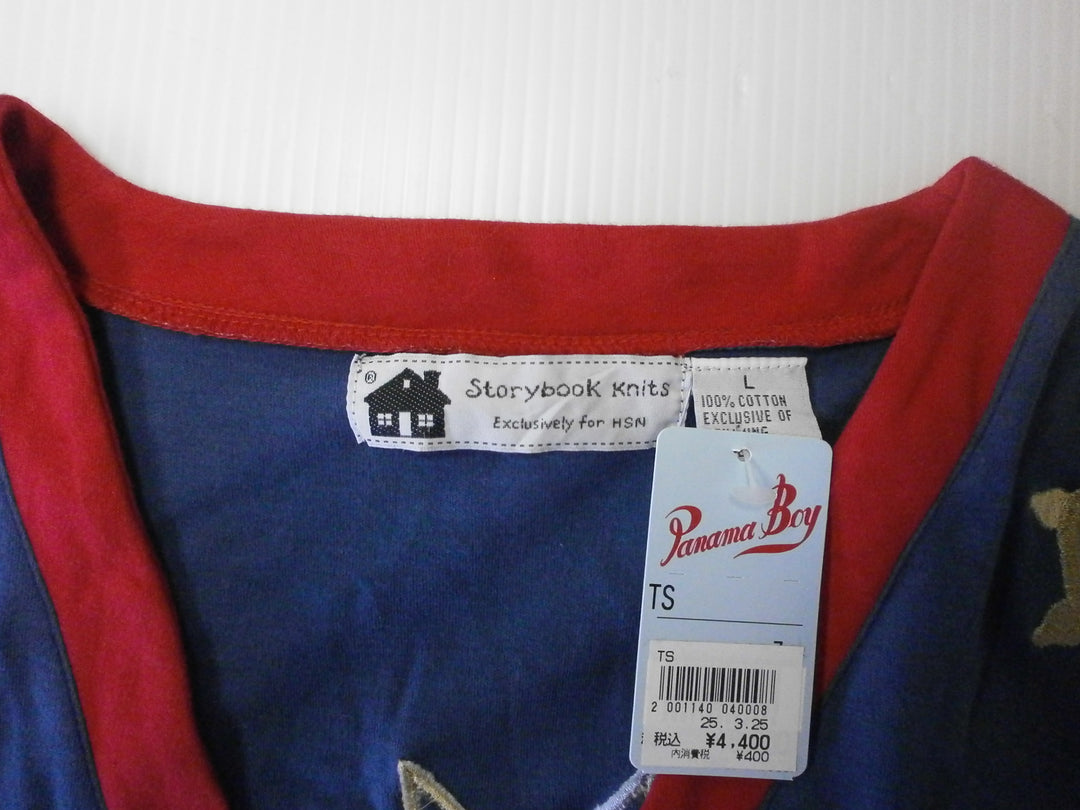 ®
Storybook Knits
Exclusively for HSN
L
100% COTTON
EXCLUSIVE OF
Panama Boy
TS
TS
2 001140 040008
25. 3.25
税込 ¥4,400
内消費税 ¥400